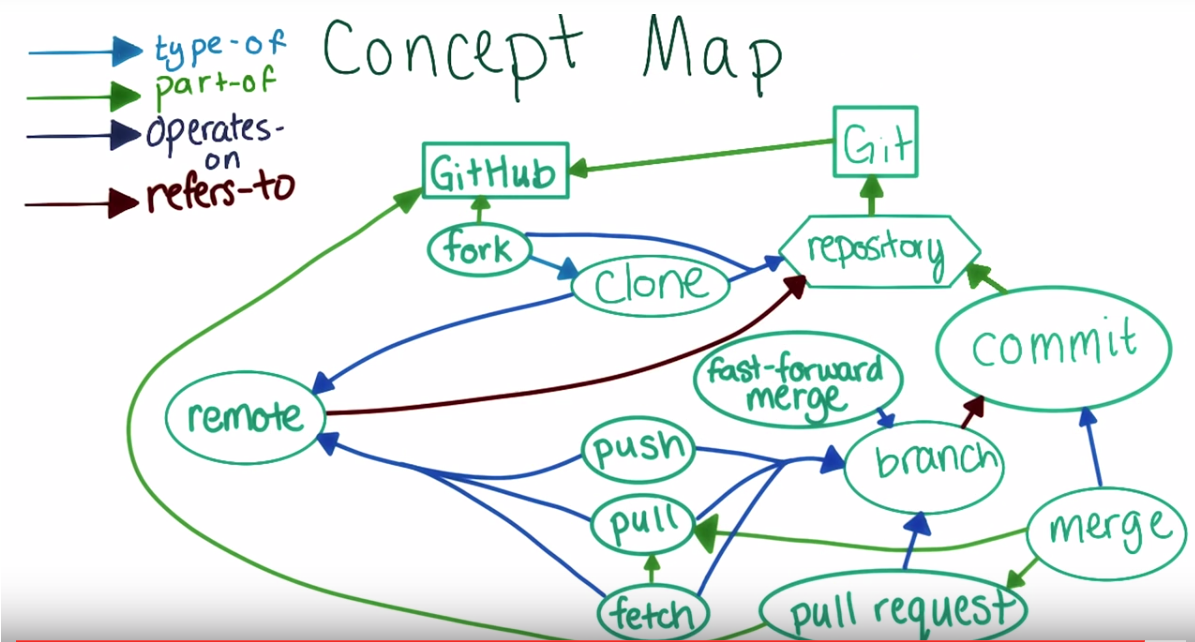 Concept Map
type-of
part-of
operates-
on
refers-to
Git
GitHub
fork
repository
clone
commit
fast-forward
merge
remote
push
branch
pull
merge
fetch
pull request